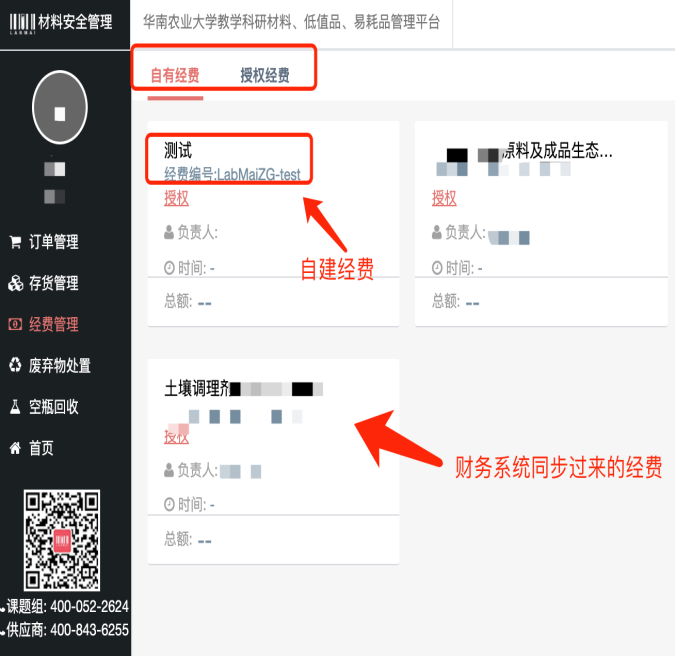 材料安全管理
LABMAI
华南农业大学教学科研材料、低值品、易耗品管理平台
自有经费
授权经费
订单管理
存货管理
经费管理
废弃物处置
空瓶回收
首页
课题组: 400-052-2624
供应商: 400-843-6255
测试
经费编号:LabMaiZG-test
授权
负责人:
时间: -
总额: --
自建经费
原料及成品生态...
授权
负责人:
时间: -
总额: --
土壤调理剂
授权
负责人:
时间: -
总额: --
财务系统同步过来的经费